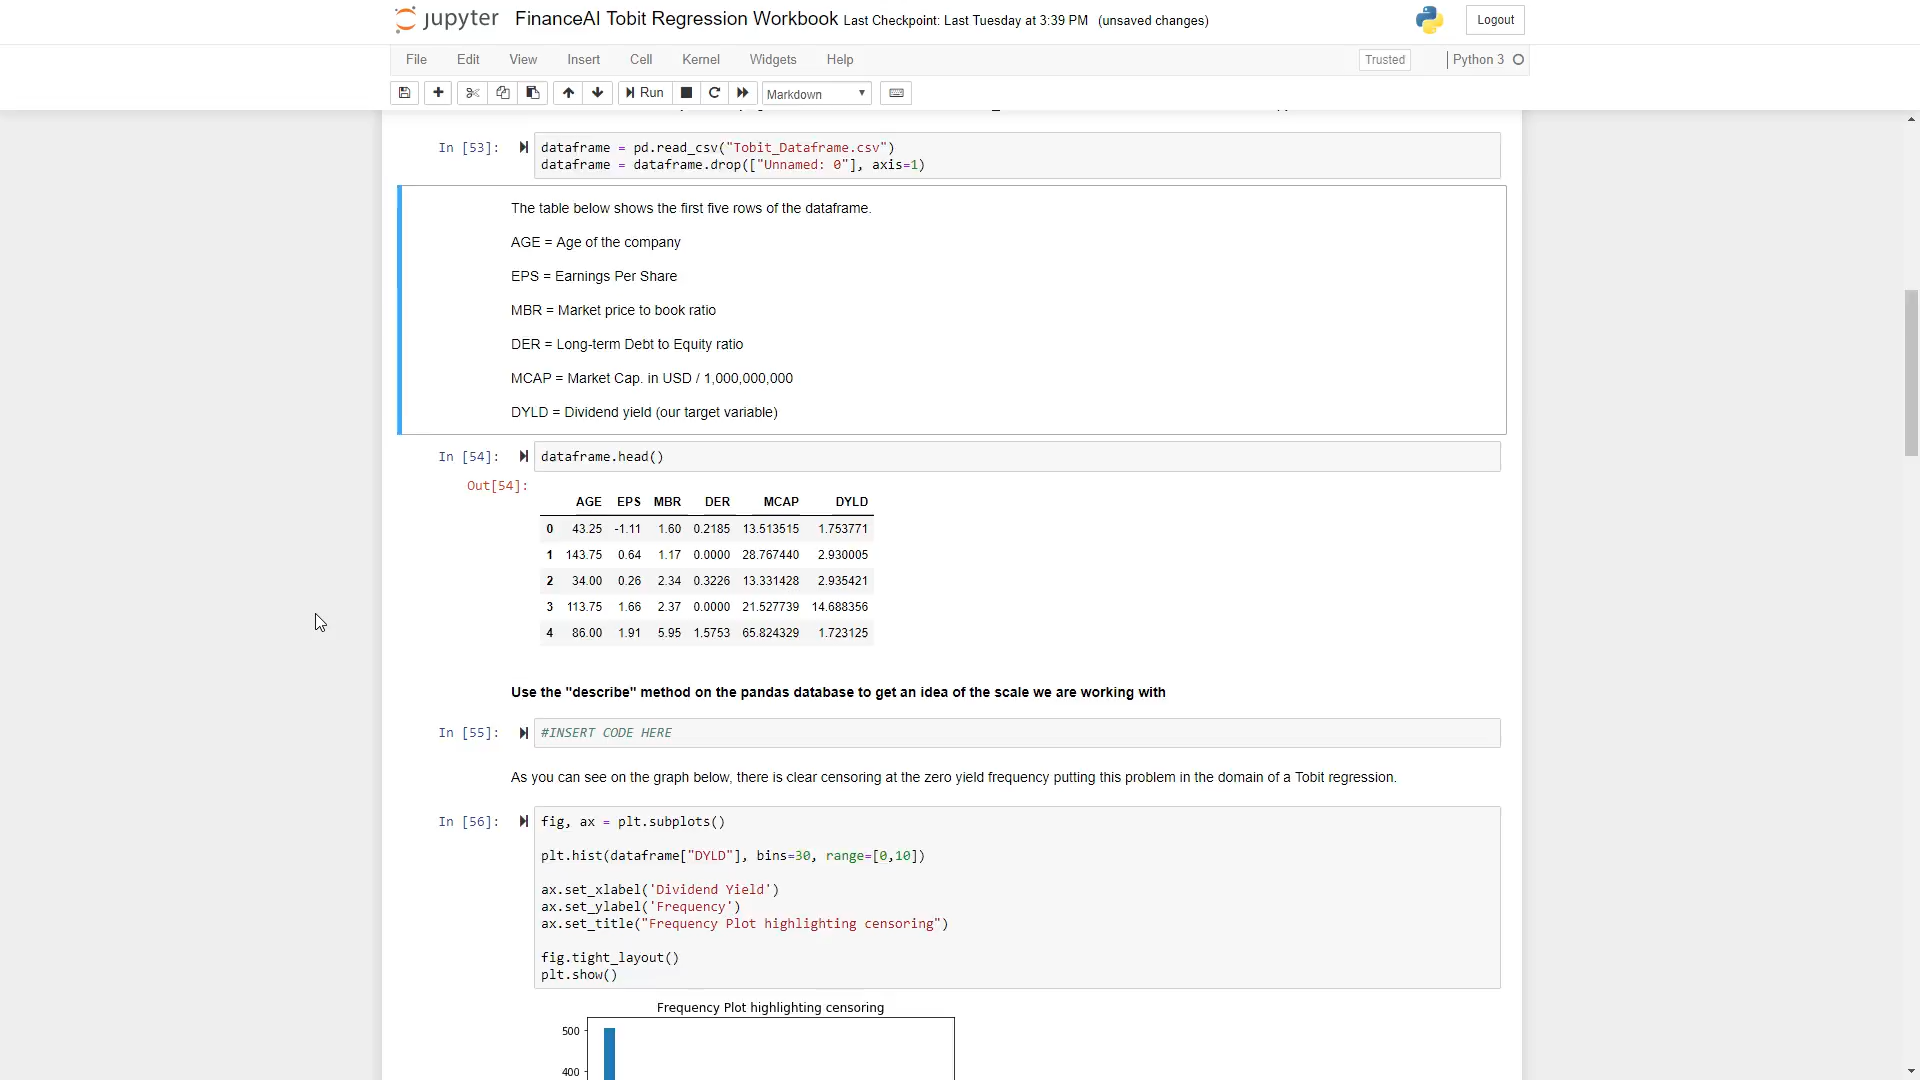 jupyter FinanceAI Tobit Regression Workbook Last Checkpoint: Last Tuesday at 3:39 PM (unsaved changes) Logout
File Edit View Insert Cell Kernel Widgets Help Trusted Python 3
Run Markdown
In [53]: dataframe = pd.read_csv("Tobit_Dataframe.csv")
dataframe = dataframe.drop(["Unnamed: 0"], axis=1)
The table below shows the first five rows of the dataframe.
AGE = Age of the company
EPS = Earnings Per Share
MBR = Market price to book ratio
DER = Long-term Debt to Equity ratio
MCAP = Market Cap. in USD / 1,000,000,000
DYLD = Dividend yield (our target variable)
In [54]: dataframe.head()
Out[54]:
AGE EPS MBR DER MCAP DYLD
0 43.25 -1.11 1.60 0.2185 13.513515 1.753771
1 143.75 0.64 1.17 0.0000 28.767440 2.930005
2 34.00 0.26 2.34 0.3226 13.331428 2.935421
3 113.75 1.66 2.37 0.0000 21.527739 14.688356
4 86.00 1.91 5.95 1.5753 65.824329 1.723125
Use the "describe" method on the pandas database to get an idea of the scale we are working with
In [55]: #INSERT CODE HERE
As you can see on the graph below, there is clear censoring at the zero yield frequency putting this problem in the domain of a Tobit regression.
In [56]: fig, ax = plt.subplots()
plt.hist(dataframe["DYLD"], bins=30, range=[0,10])
ax.set_xlabel('Dividend Yield')
ax.set_ylabel('Frequency')
ax.set_title("Frequency Plot highlighting censoring")
fig.tight_layout()
plt.show()
Frequency Plot highlighting censoring
500
400